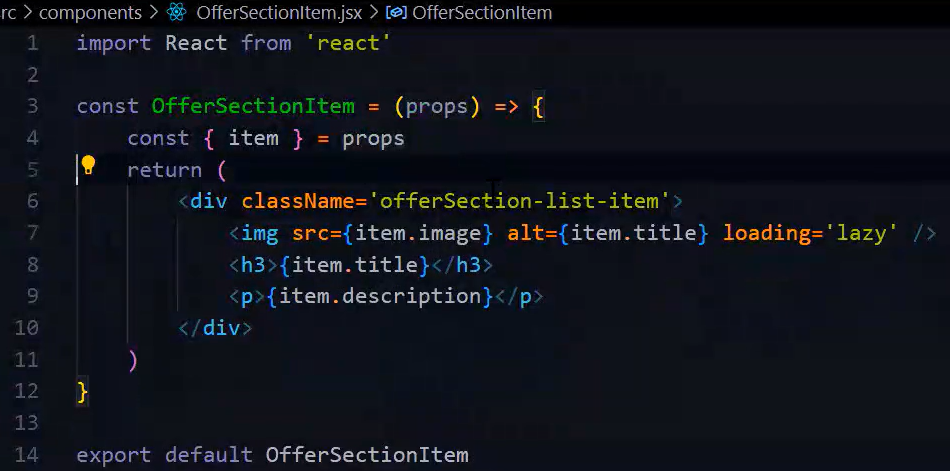 rc > components > OfferSectionItem.jsx > OfferSectionItem
1 import React from 'react'
2
3 const OfferSectionItem = (props) => {
4 const { item } = props
5 return (
6 <div className='offerSection-list-item'>
7 <img src={item.image} alt={item.title} loading='lazy' />
8 <h3>{item.title}</h3>
9 <p>{item.description}</p>
10 </div>
11 )
12 }
13
14 export default OfferSectionItem